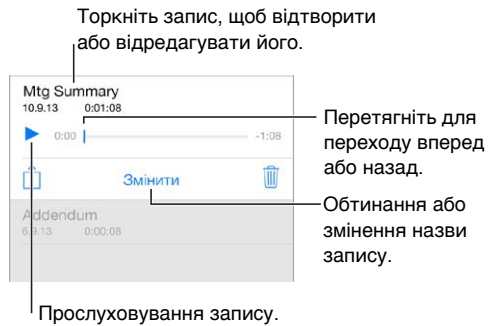 Торкніть запис, щоб відтворити
або відредагувати його.
Mtg Summary
10.9.13 0:01:08
0:00 -1:08
Перетягніть для
переходу вперед
або назад.
Змінити
Обтинання або
змінення назви
запису.
Addendum
6.9.13 0:00:08
Прослуховування запису.